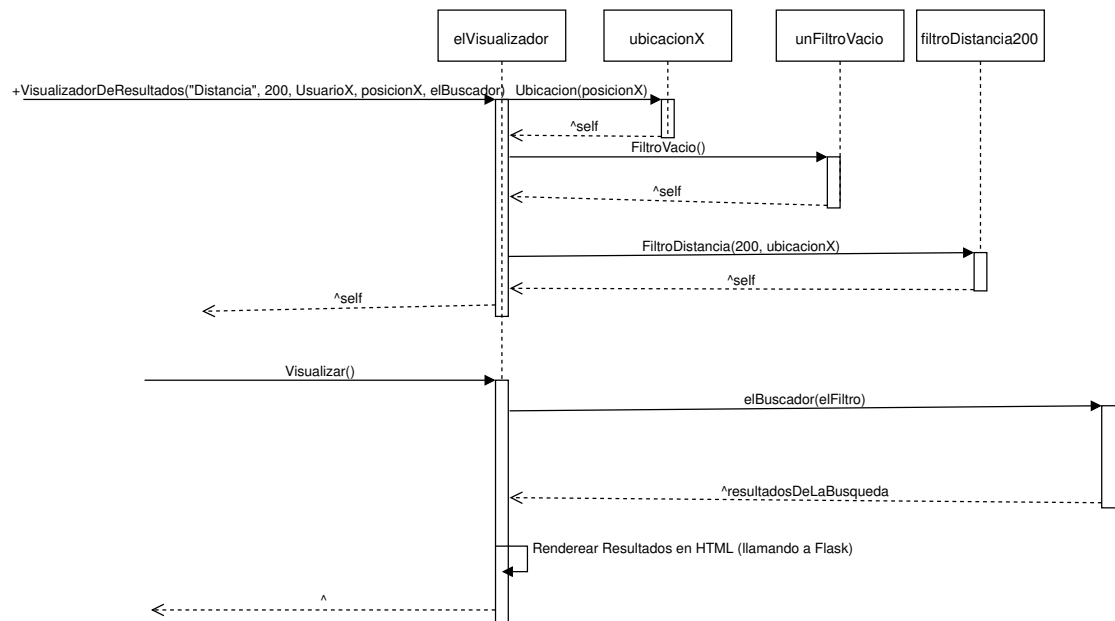 elVisualizador
ubicacionX
unFiltroVacio
filtroDistancia200
+VisualizadorDeResultados("Distancia", 200, UsuarioX, posicionX, elBuscador)
Ubicacion(posicionX)
^self
FiltroVacio()
^self
FiltroDistancia(200, ubicacionX)
^self
^self
Visualizar()
elBuscador(elFiltro)
^resultadosDeLaBusqueda
Renderear Resultados en HTML (llamando a Flask)
^